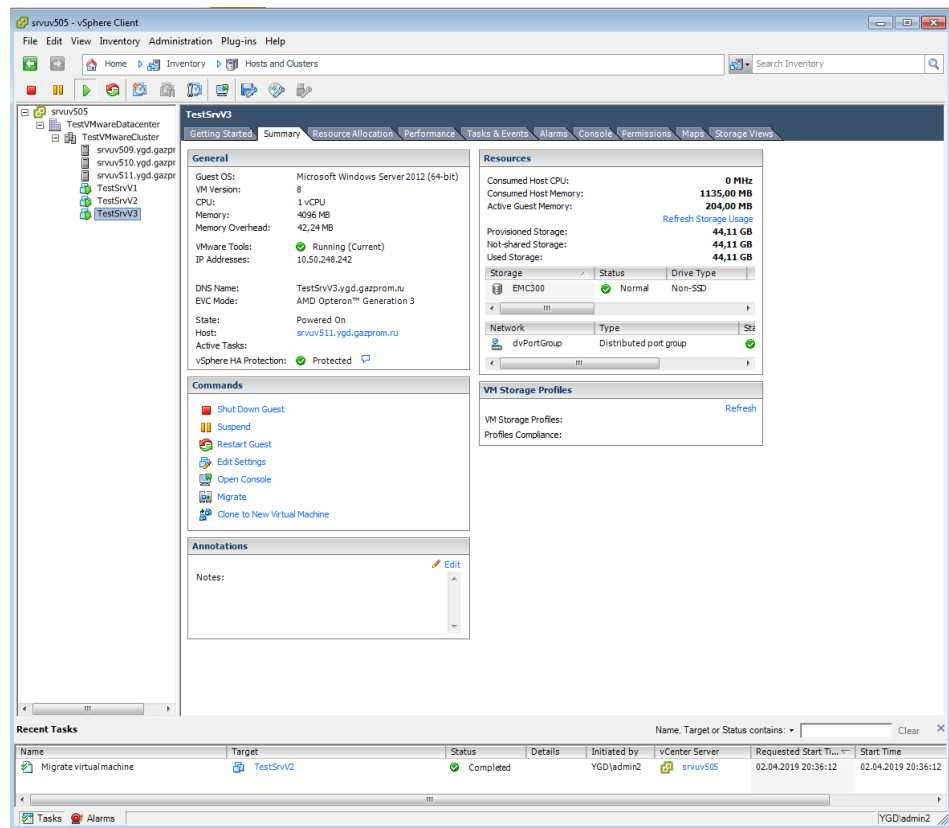 srvuv505 - vSphere Client
File Edit View Inventory Administration Plug-ins Help
Home Inventory Hosts and Clusters Search Inventory
srvuv505
TestVMwareDatacenter
TestVMwareCluster
srvuv509.ygd.gazpr
srvuv510.ygd.gazpr
srvuv511.ygd.gazpr
TestSrvV1
TestSrvV2
TestSrvV3
TestSrvV3
Getting Started Summary Resource Allocation Performance Tasks & Events Alarms Console Permissions Maps Storage Views
General
Guest OS: Microsoft Windows Server 2012 (64-bit)
VM Version: 8
CPU: 1 vCPU
Memory: 4096 MB
Memory Overhead: 42,24 MB
VMware Tools: Running (Current)
IP Addresses: 10.50.248.242
DNS Name: TestSrvV3.ygd.gazprom.ru
EVC Mode: AMD Opteron™ Generation 3
State: Powered On
Host: srvuv511.ygd.gazprom.ru
Active Tasks:
vSphere HA Protection: Protected
Commands
Shut Down Guest
Suspend
Restart Guest
Edit Settings
Open Console
Migrate
Clone to New Virtual Machine
Annotations
Edit
Notes:
Resources
Consumed Host CPU: 0 MHz
Consumed Host Memory: 1135,00 MB
Active Guest Memory: 204,00 MB
Refresh Storage Usage
Provisioned Storage: 44,11 GB
Not-shared Storage: 44,11 GB
Used Storage: 44,11 GB
Storage Status Drive Type
EMC300 Normal Non-SSD
Network Type Sta
dvPortGroup Distributed port group
VM Storage Profiles
Refresh
VM Storage Profiles:
Profiles Compliance:
Recent Tasks Name, Target or Status contains: Clear
Name Target Status Details Initiated by vCenter Server Requested Start Ti... Start Time
Migrate virtual machine TestSrvV2 Completed YGD\admin2 srvuv505 02.04.2019 20:36:12 02.04.2019 20:36:12
Tasks Alarms YGD\admin2